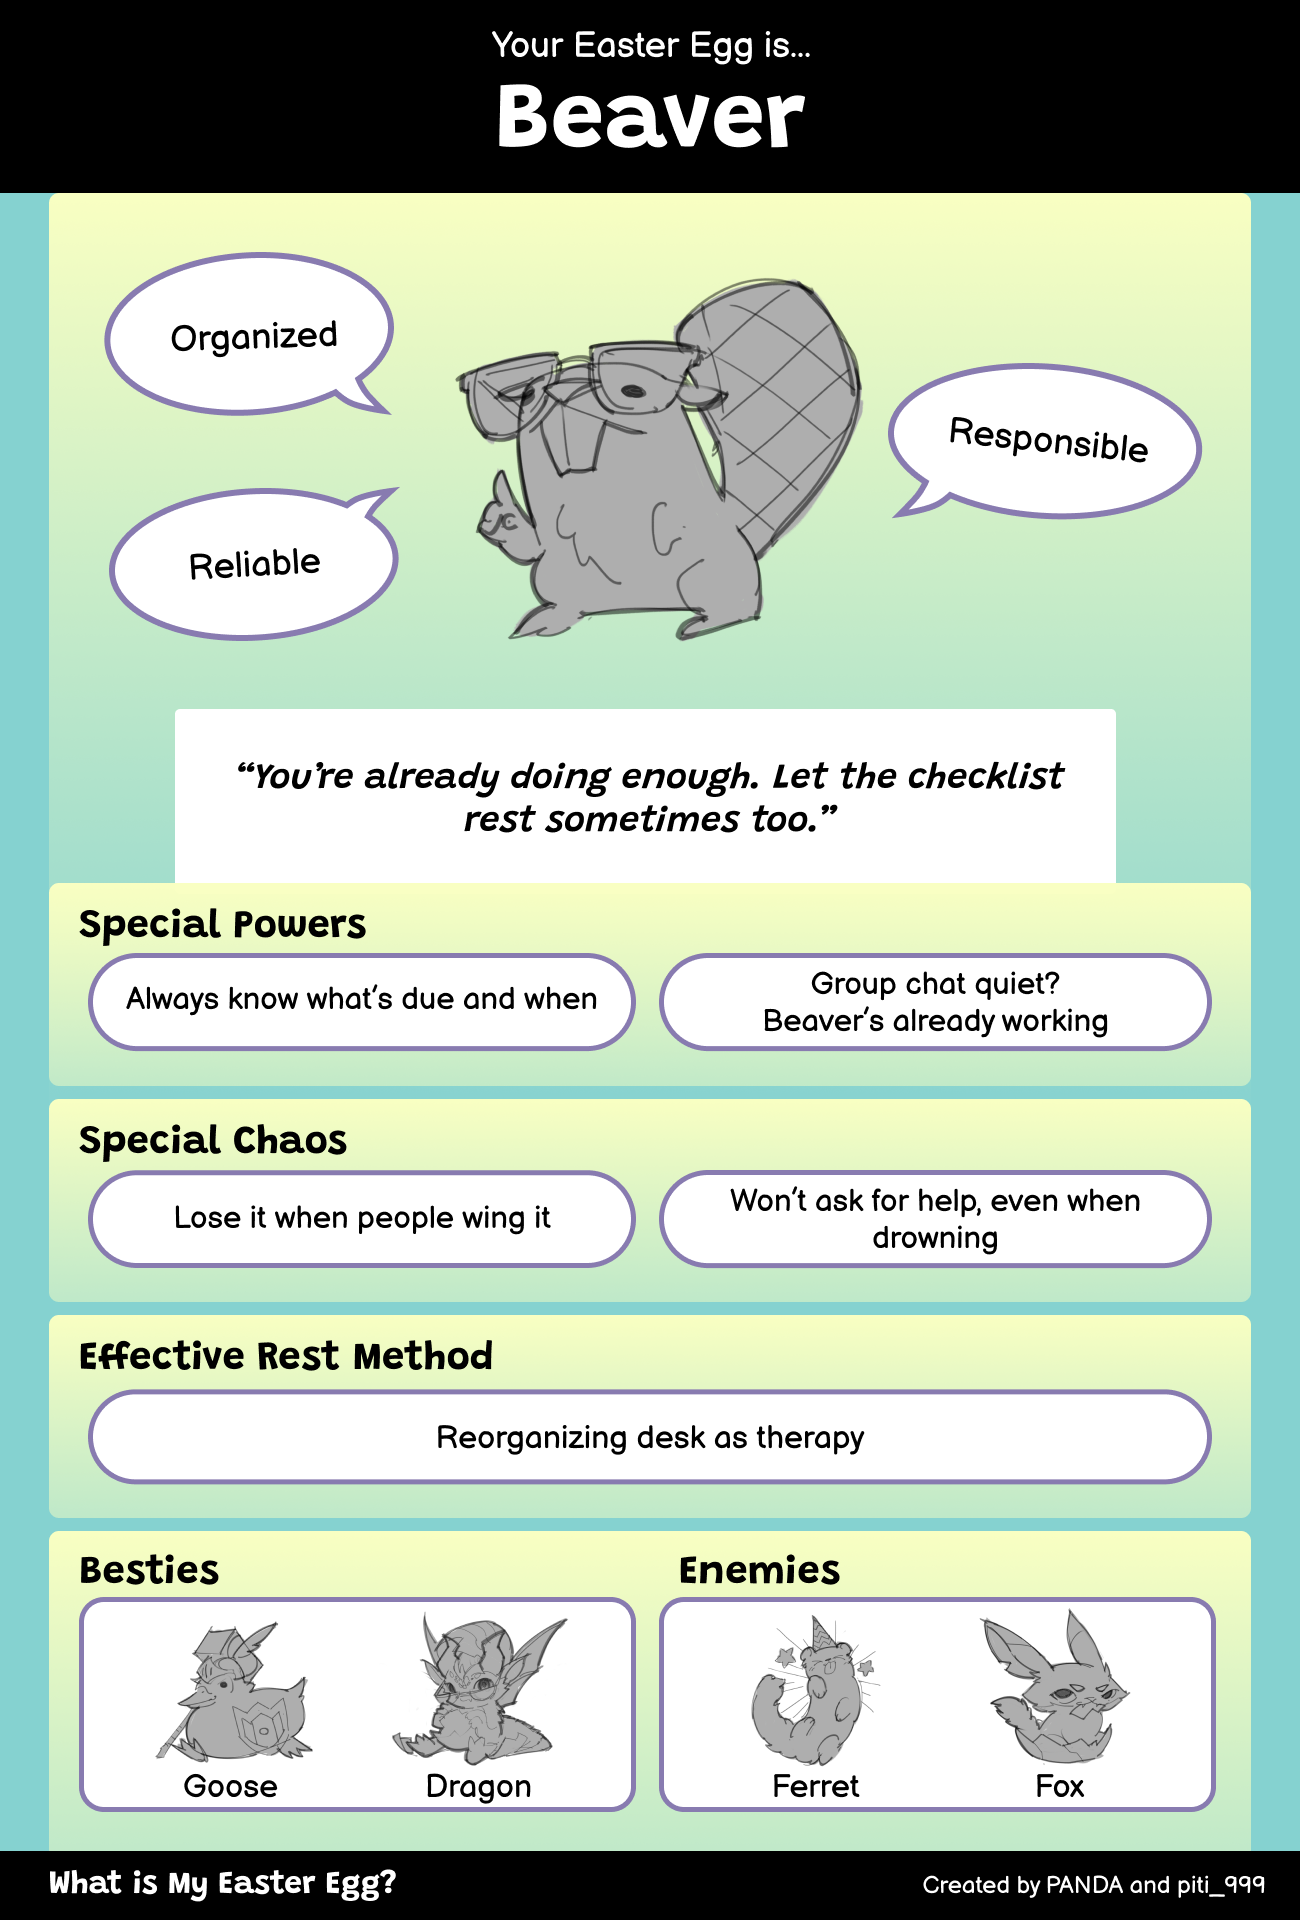 Your Easter Egg is...
Beaver
Organized
Responsible
Reliable
“You’re already doing enough. Let the checklist
rest sometimes too.”
Special Powers
Always know what’s due and when
Group chat quiet?
Beaver’s already working
Special Chaos
Lose it when people wing it
Won’t ask for help, even when
drowning
Effective Rest Method
Reorganizing desk as therapy
Besties
Enemies
Goose
Dragon
Ferret
Fox
What is My Easter Egg?
Created by PANDA and piti_999